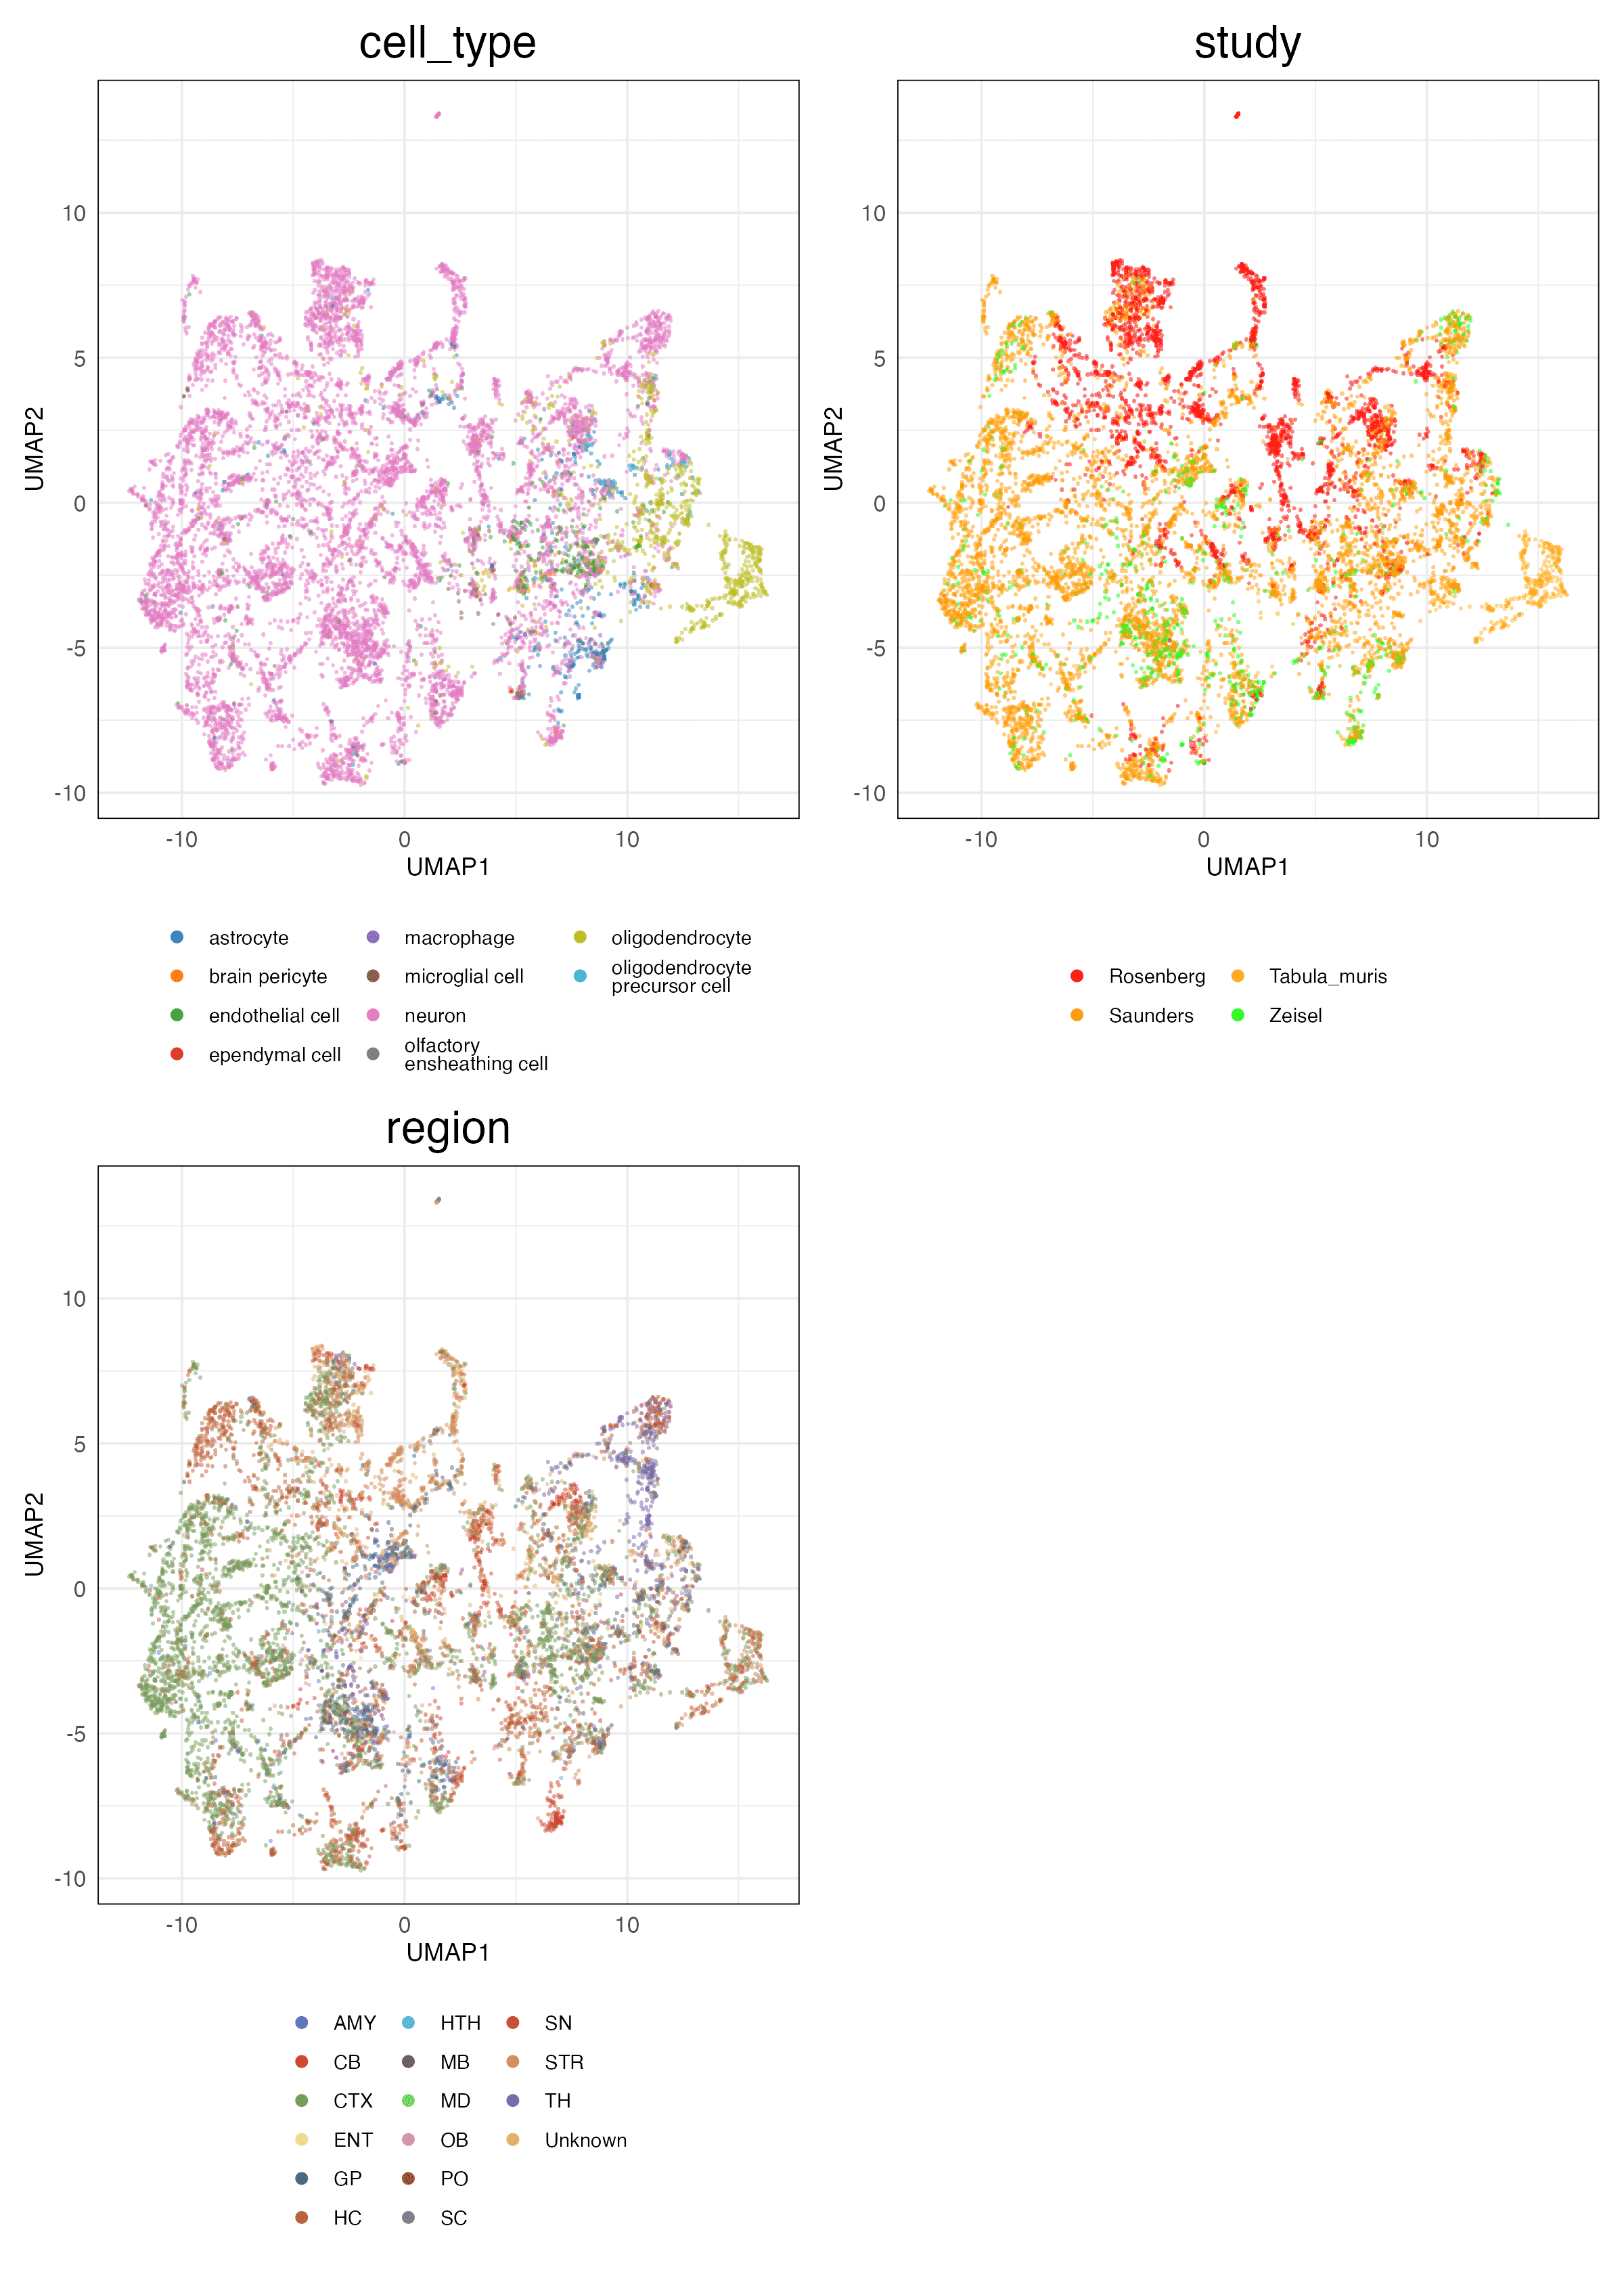 cell_type
study
UMAP2
10
5
0
-5
-10
-10
0
10
UMAP1
UMAP2
10
5
0
-5
-10
-10
0
10
UMAP1
astrocyte
brain pericyte
endothelial cell
ependymal cell
macrophage
microglial cell
neuron
olfactory
ensheathing cell
oligodendrocyte
oligodendrocyte
precursor cell
Rosenberg
Saunders
Tabula_muris
Zeisel
region
UMAP2
10
5
0
-5
-10
-10
0
10
UMAP1
AMY
CB
CTX
ENT
GP
HC
HTH
MB
MD
OB
PO
SC
SN
STR
TH
Unknown